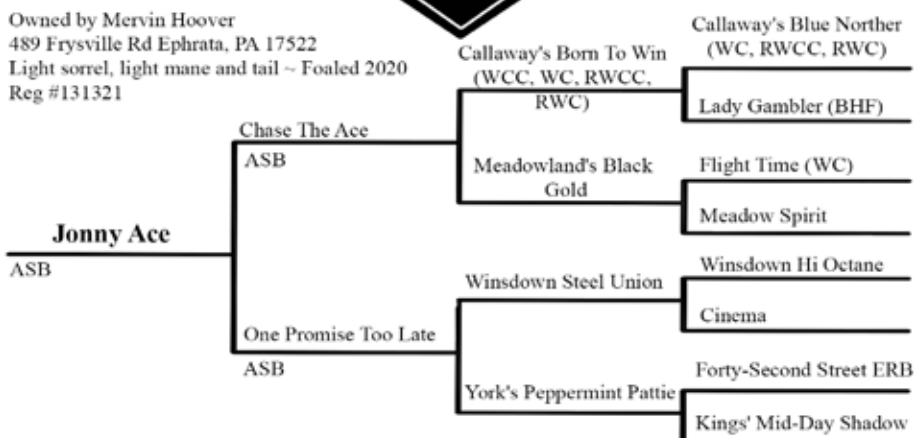 Owned by Mervin Hoover
489 Frysville Rd Ephrata, PA 17522
Light sorrel, light mane and tail ~ Foaled 2020
Reg #131321
Jonny Ace
ASB
Chase The Ace
ASB
One Promise Too Late
ASB
Callaway's Born To Win
(WCC, WC, RWCC,
RWC)
Meadowland's Black
Gold
Winsdown Steel Union
York's Peppermint Pattie
Callaway's Blue Norther
(WC, RWCC, RWC)
Lady Gambler (BHF)
Flight Time (WC)
Meadow Spirit
Winsdown Hi Octane
Cinema
Forty-Second Street ERB
Kings' Mid-Day Shadow